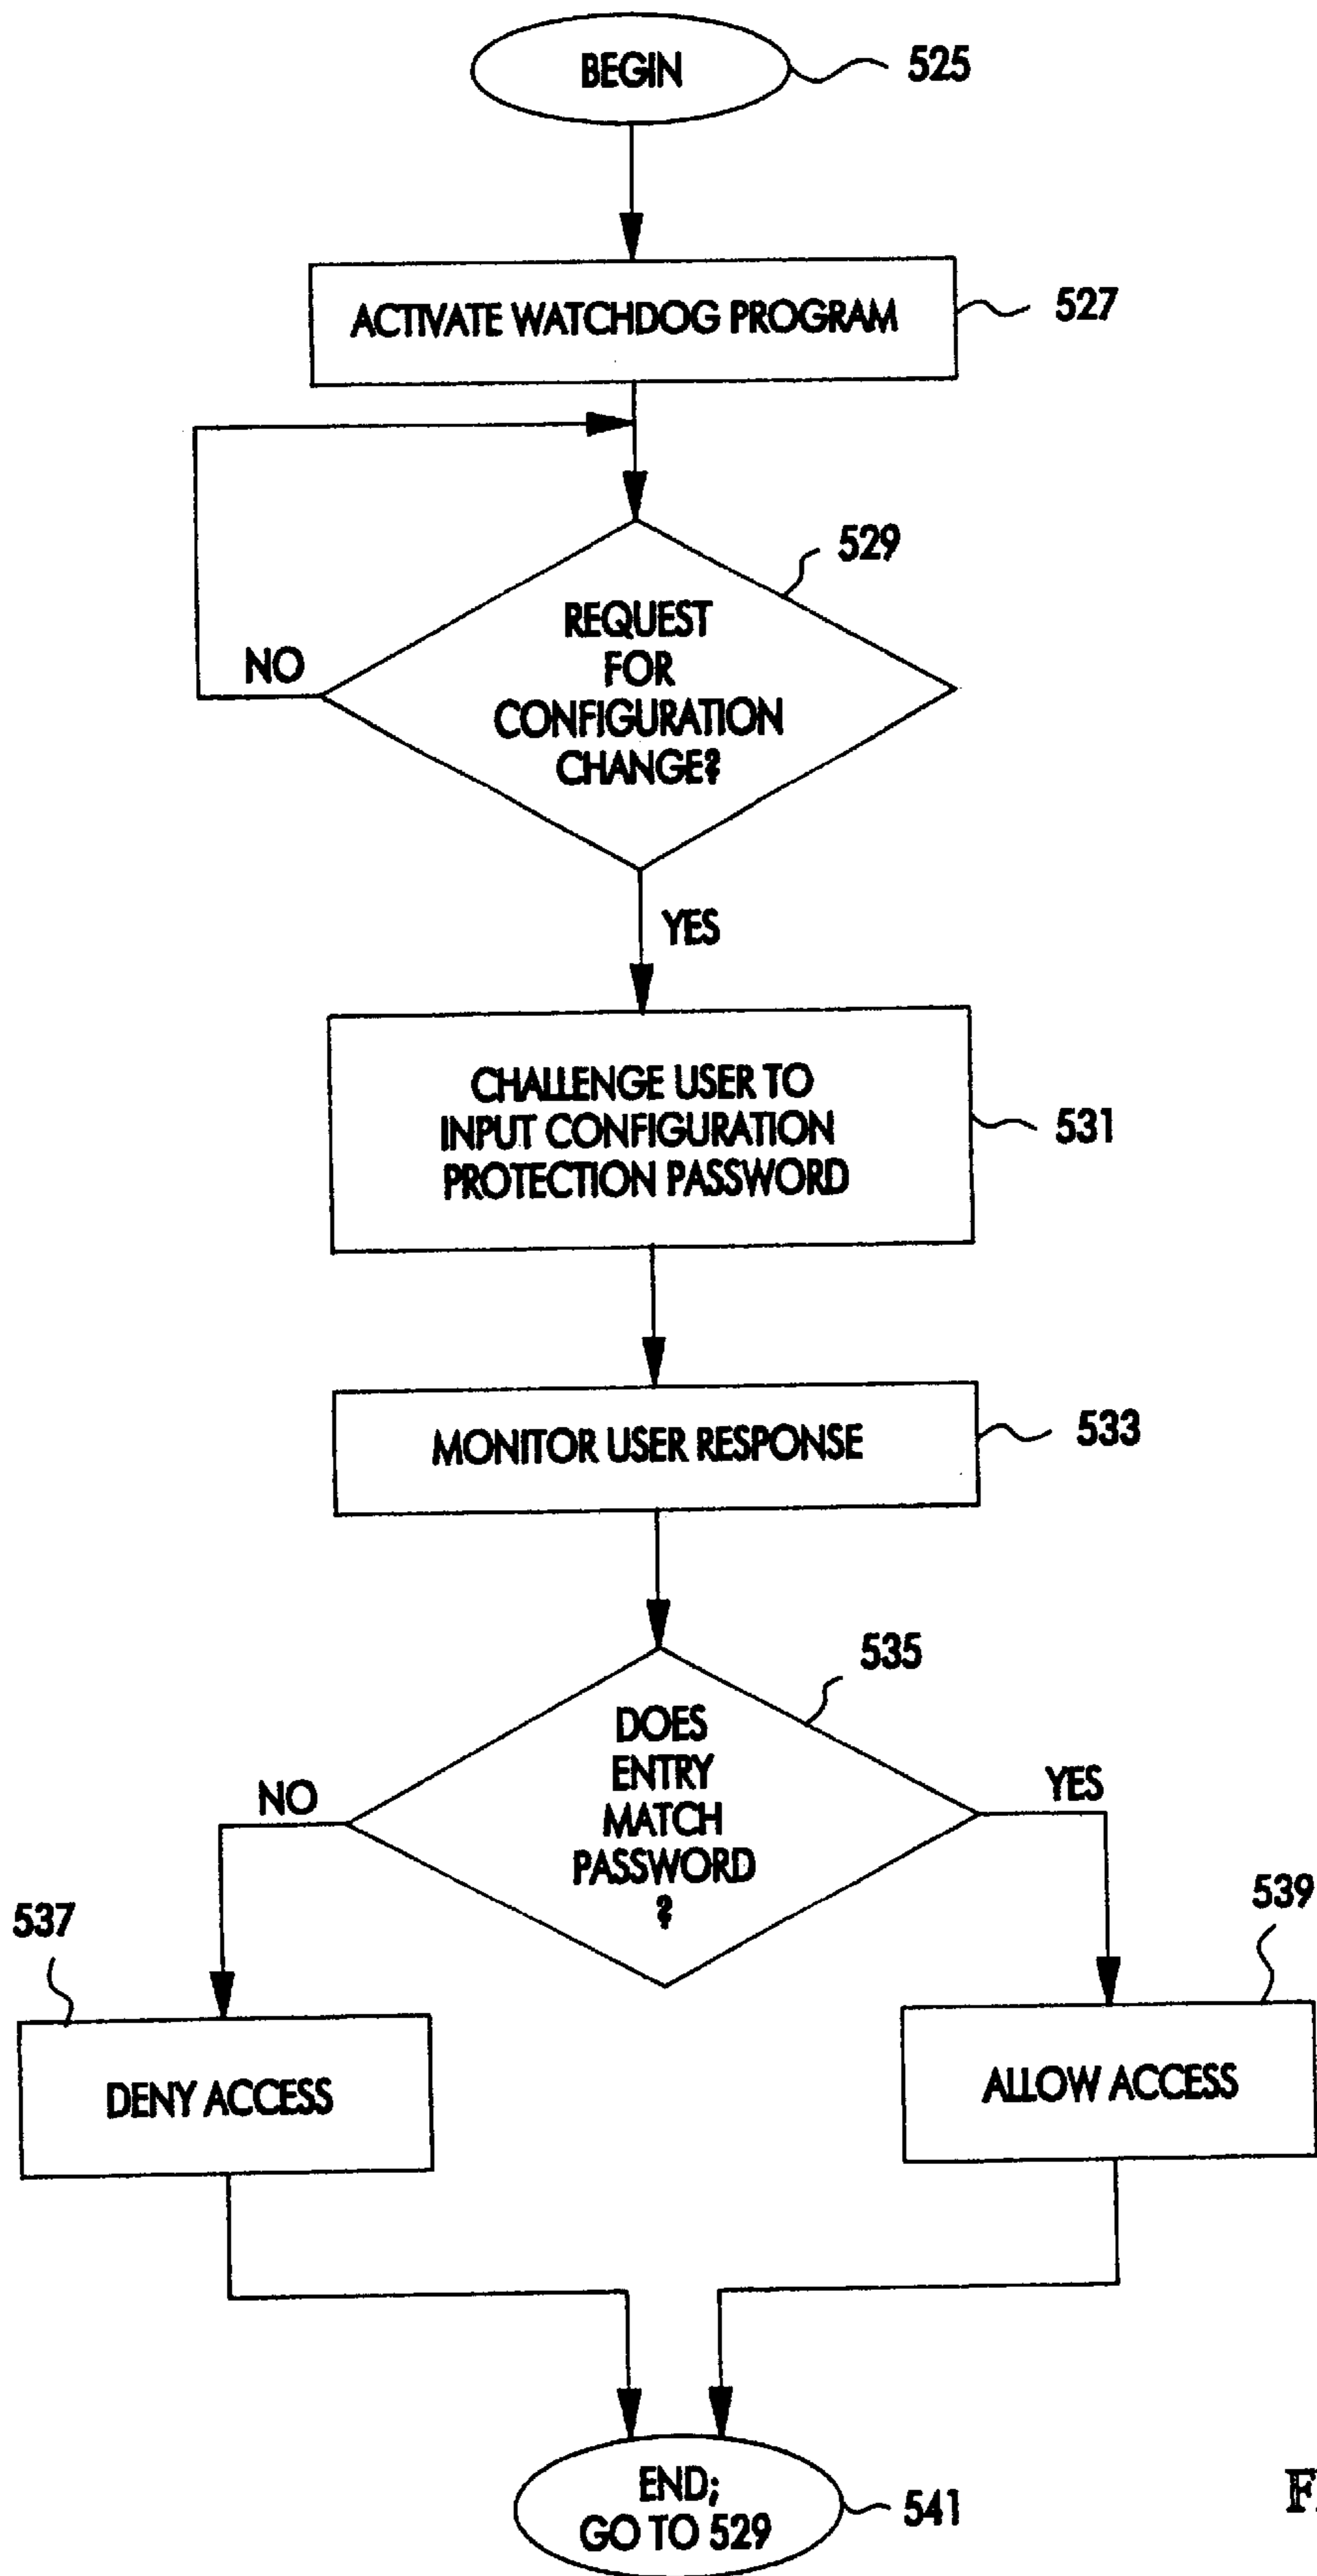 BEGIN
525
ACTIVATE WATCHDOG PROGRAM
527
529
REQUEST
FOR
CONFIGURATION
CHANGE?
NO
YES
CHALLENGE USER TO
INPUT CONFIGURATION
PROTECTION PASSWORD
531
MONITOR USER RESPONSE
533
535
DOES
ENTRY
MATCH
PASSWORD
?
NO
YES
537
539
DENY ACCESS
ALLOW ACCESS
END;
GO TO 529
541